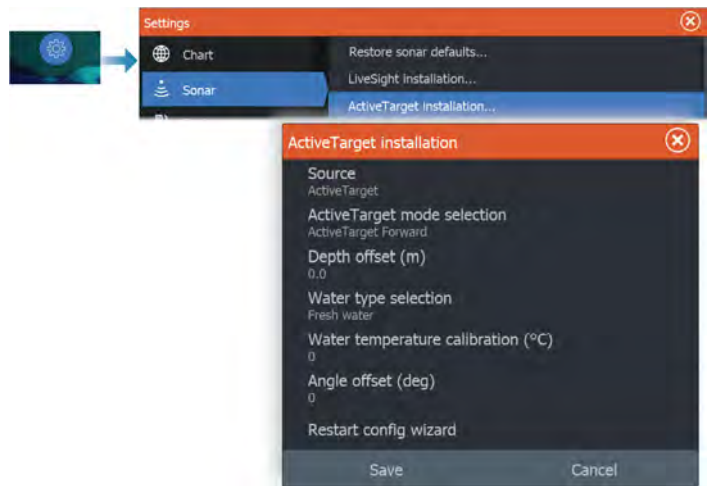 Settings
Chart
Restore sonar defaults...
Sonar
LiveSight installation...
ActiveTarget installation...
ActiveTarget installation
Source
ActiveTarget
ActiveTarget mode selection
ActiveTarget Forward
Depth offset (m)
0.0
Water type selection
Fresh water
Water temperature calibration (°C)
0
Angle offset (deg)
0
Restart config wizard
Save
Cancel